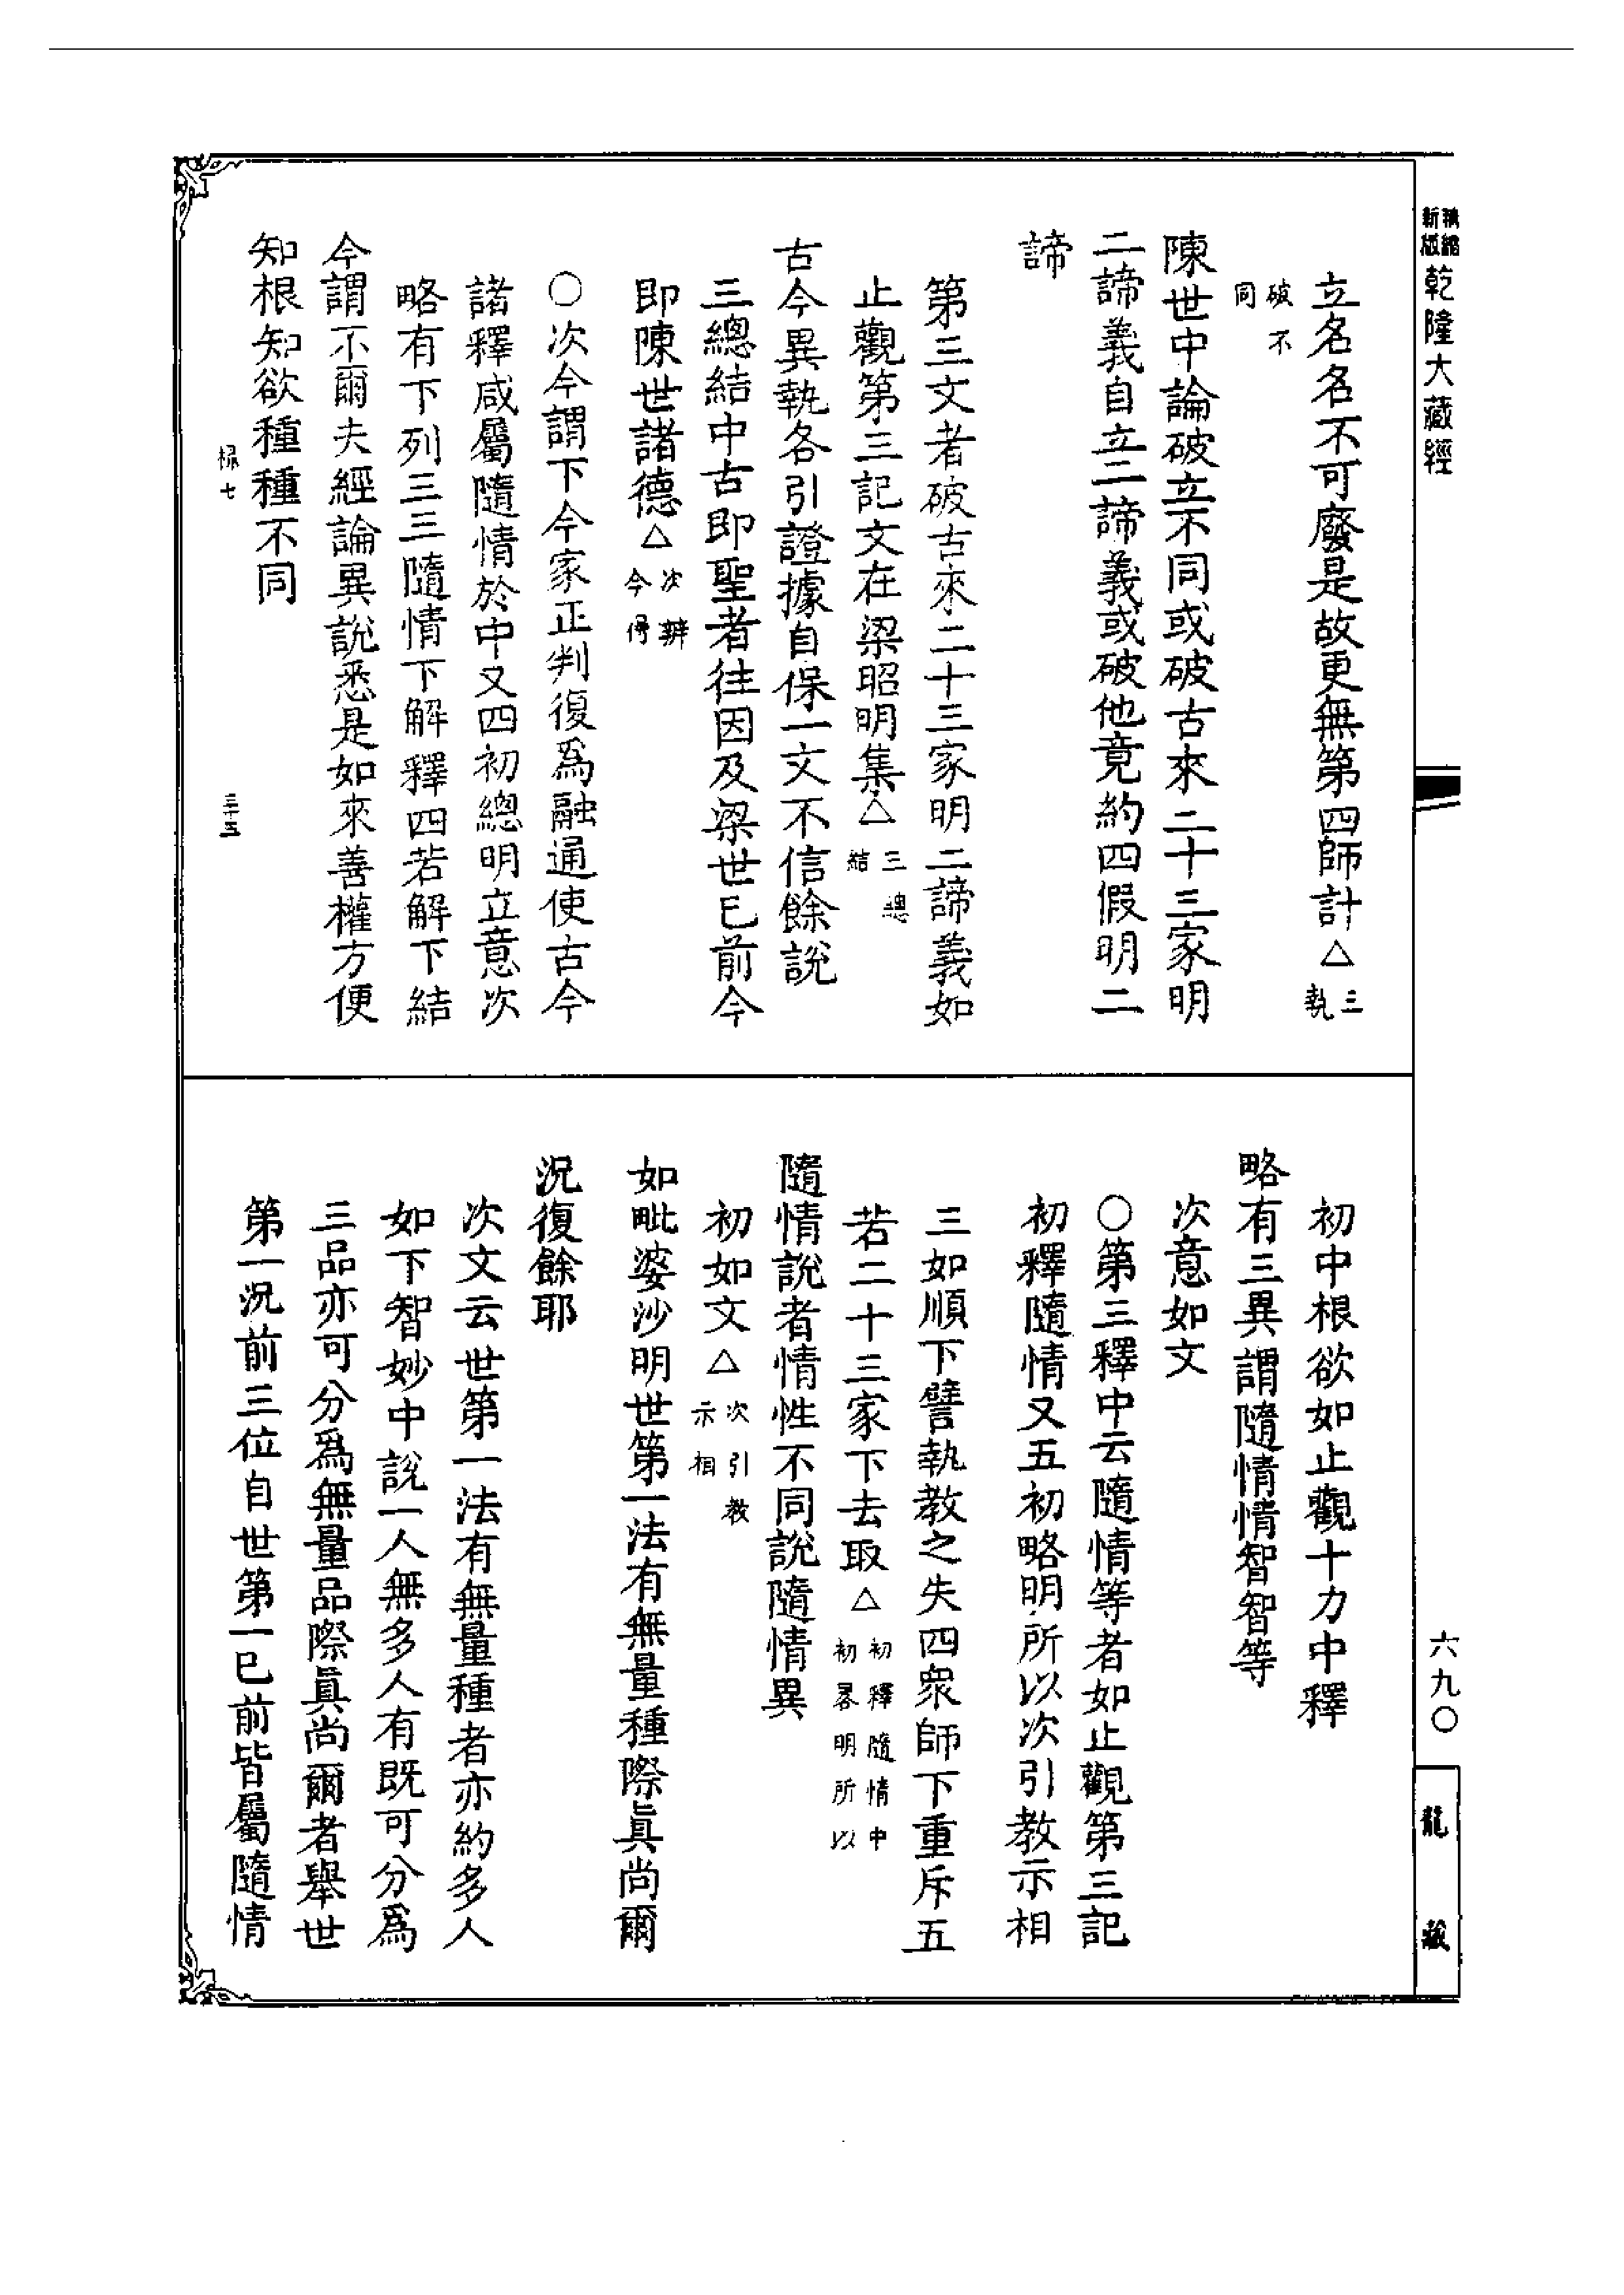 新縮
版縮
乾隆大藏經
六九〇
龍藏
立名名不可廢是故更無第四師計△三執
破不同
陳世中論破立不同或破古來二十三家明
二諦義自立二諦義或破他竟約四假明二
諦
第三文者破古來二十三家明二諦義如
止觀第三記文在梁昭明集△三總結
古今異執各引證據自保一文不信餘說
三總結中古即聖者往因及梁世已前今
即陳世諸德△次辨今得
〇次今謂下今家正判復爲融通使古今
諸釋咸屬隨情於中又四初總明立意次
略有下列三三隨情下解釋四若解下結
今謂不爾夫經論異說悉是如來善權方便
知根知欲種種不同
七
三十五
初中根欲如止觀十力中釋
略有三異謂隨情情智智等
次意如文
〇第三釋中云隨情等者如止觀第三記
初釋隨情又五初略明所以次引教示相
三如順下譬執教之失四衆師下重斥五
若二十三家下去取△初釋隨情中初畧明所以
隨情說者情性不同說隨情異
初如文△次引教示相
如毗婆沙明世第一法有無量種際眞尚爾
況復餘耶
次文云世第一法有無量種者亦約多人
如下智妙中說一人無多人有既可分爲
三品亦可分爲無量品際眞尚爾者舉世
第一況前三位自世第一已前皆屬隨情